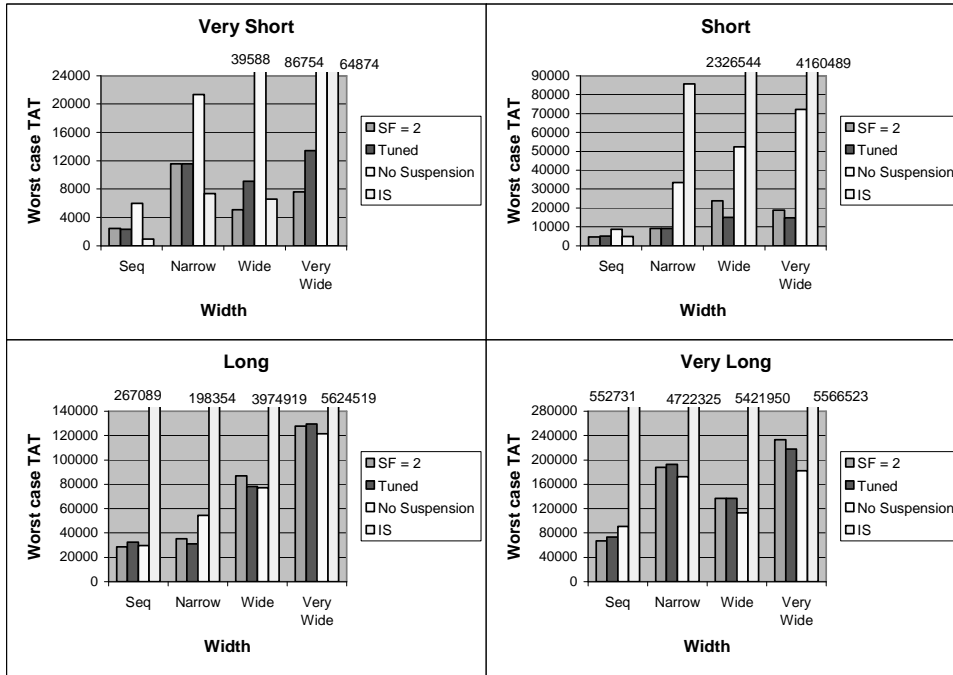 Very Short
39588 86754 64874
24000
20000
16000
12000
8000
4000
0
Worst case TAT
Seq Narrow Wide Very
Wide
Width
SF = 2
Tuned
No Suspension
IS
Short
2326544 4160489
90000
80000
70000
60000
50000
40000
30000
20000
10000
0
Worst case TAT
Seq Narrow Wide Very
Wide
Width
SF = 2
Tuned
No Suspension
IS
Long
267089 198354 3974919 5624519
140000
120000
100000
80000
60000
40000
20000
0
Worst case TAT
Seq Narrow Wide Very
Wide
Width
SF = 2
Tuned
No Suspension
IS
Very Long
552731 4722325 5421950 5566523
280000
240000
200000
160000
120000
80000
40000
0
Worst case TAT
Seq Narrow Wide Very
Wide
Width
SF = 2
Tuned
No Suspension
IS